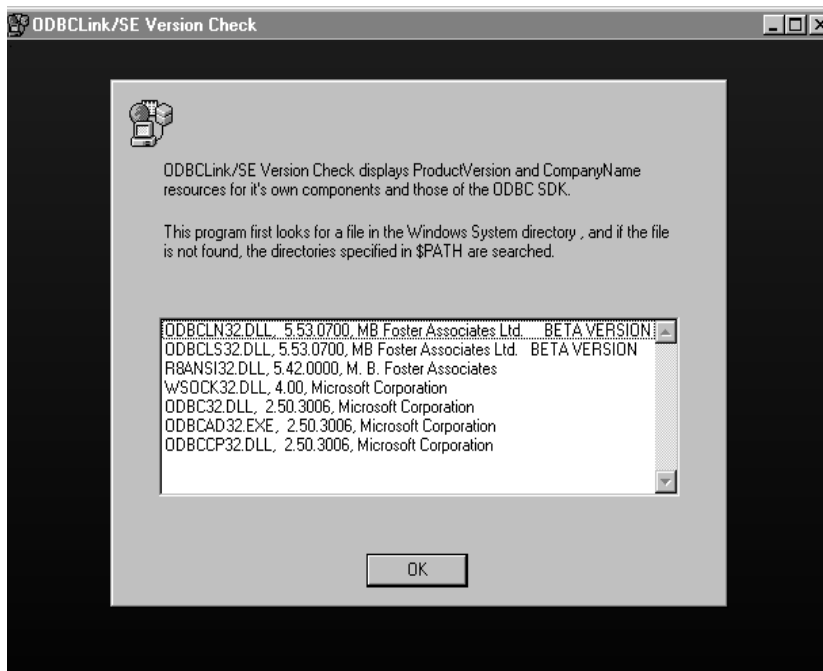 ODBCLink/SE Version Check
ODBCLink/SE Version Check displays ProductVersion and CompanyName
resources for it's own components and those of the ODBC SDK.
This program first looks for a file in the Windows System directory , and if the file
is not found, the directories specified in $PATH are searched.
ODBCLN32.DLL, 5.53.0700, MB Foster Associates Ltd. BETA VERSION
ODBCLS32.DLL, 5.53.0700, MB Foster Associates Ltd. BETA VERSION
R8ANSI32.DLL, 5.42.0000, M. B. Foster Associates
WSOCK32.DLL, 4.00, Microsoft Corporation
ODBC32.DLL, 2.50.3006, Microsoft Corporation
ODBCAD32.EXE, 2.50.3006, Microsoft Corporation
ODBCCP32.DLL, 2.50.3006, Microsoft Corporation
OK